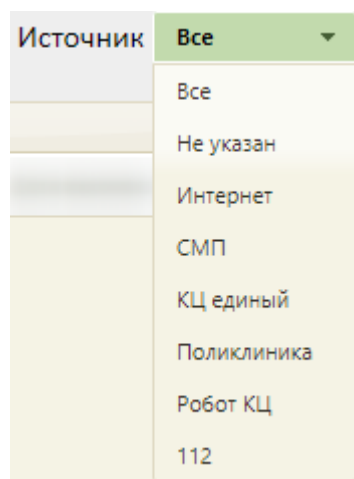 Источник Все
Все
Не указан
Интернет
СМП
КЦ единый
Поликлиника
Робот КЦ
112